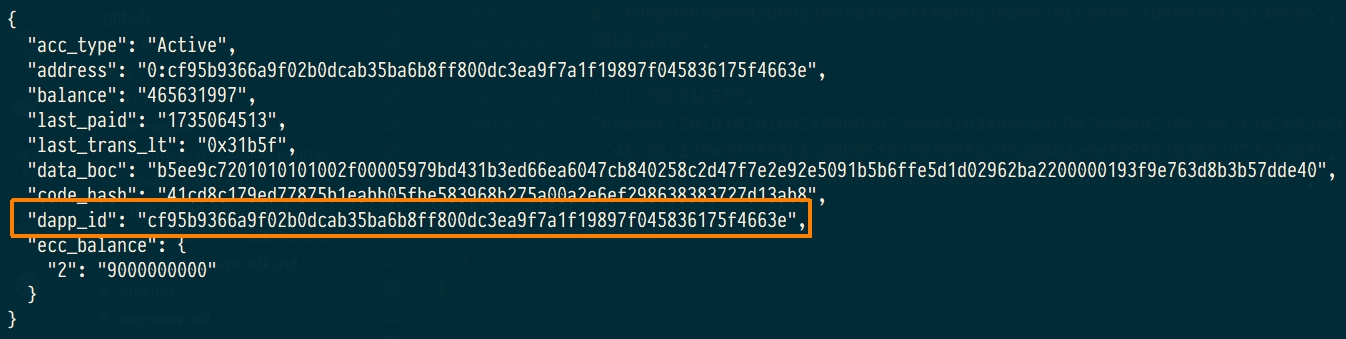 {
"acc_type": "Active",
"address": "0:cf95b9366a9f02b0dcab35ba6b8ff800dc3ea9f7a1f19897f045836175f4663e",
"balance": "465631997",
"last_paid": "1735064513",
"last_trans_lt": "0x31b5f",
"data_boc": "b5ee9c7201010101002f00005979bd431b3ed66ea6047cb840258c2d47f7e2e92e5091b5b6ffe5d1d02962ba2200000193f9e763d8b3b57dde40",
"code_hash": "41cd8c179ed77875b1eabb05fbe583968b275a00a2e6ef298638383727d13ab8",
"dapp_id": "cf95b9366a9f02b0dcab35ba6b8ff800dc3ea9f7a1f19897f045836175f4663e",
"ecc_balance": {
"2": "9000000000"
}
}